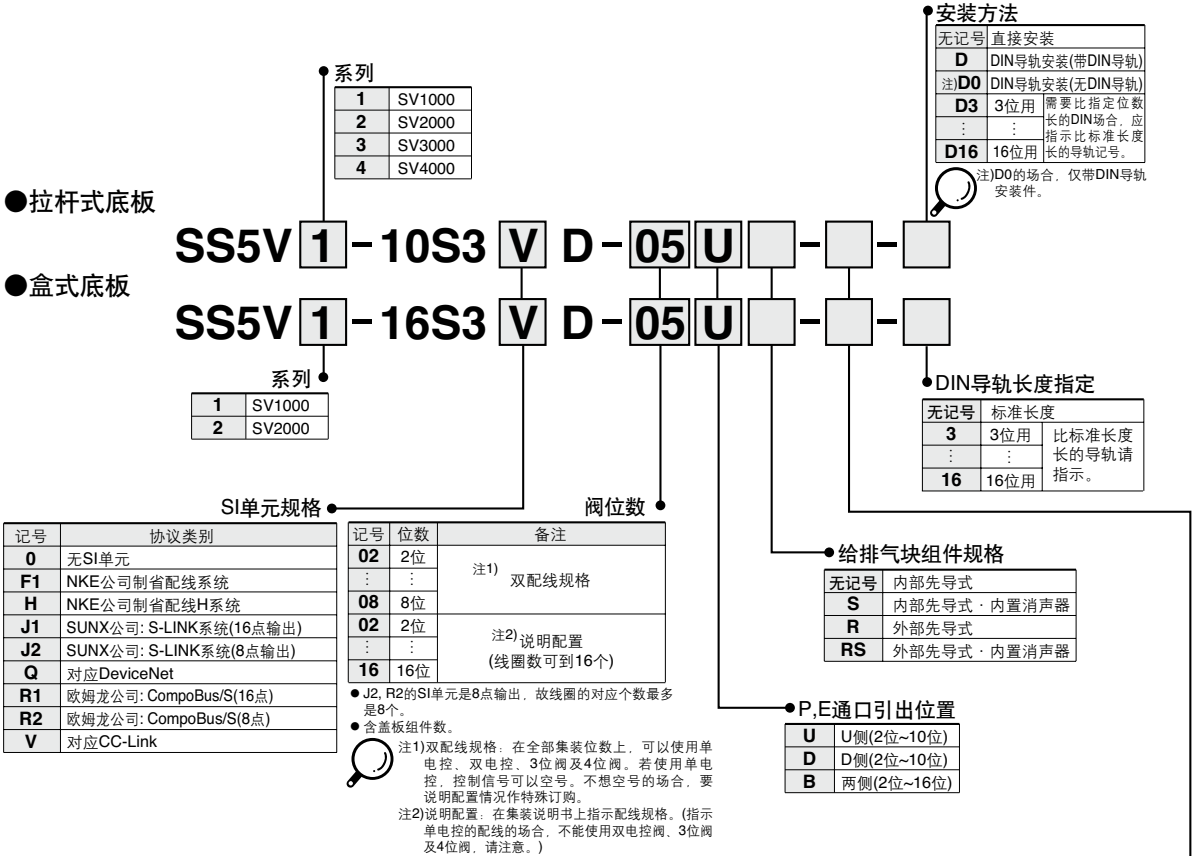 安装方法
无记号 直接安装
D DIN导轨安装(带DIN导轨)
注)D0 DIN导轨安装(无DIN导轨)
D3 3位用 需要比指定位数长的DIN场合，应指示比标准长度长的导轨记号。
⋮ ⋮
D16 16位用
注)D0的场合，仅带DIN导轨
安装件。
系列
1 SV1000
2 SV2000
3 SV3000
4 SV4000
●拉杆式底板
SS5V 1 - 10S3 V D - 05 U - -
●盒式底板
SS5V 1 - 16S3 V D - 05 U - -
系列
1 SV1000
2 SV2000
DIN导轨长度指定
无记号 标准长度
3 3位用 比标准长度长的导轨请指示。
⋮ ⋮
16 16位用
SI单元规格
记号 协议类别
0 无SI单元
F1 NKE公司制省配线系统
H NKE公司制省配线H系统
J1 SUNX公司: S-LINK系统(16点输出)
J2 SUNX公司: S-LINK系统(8点输出)
Q 对应DeviceNet
R1 欧姆龙公司: CompoBus/S(16点)
R2 欧姆龙公司: CompoBus/S(8点)
V 对应CC-Link
阀位数
记号 位数 备注
02 2位 注1) 双配线规格
⋮ ⋮
08 8位
02 2位 注2)说明配置
⋮ ⋮ (线圈数可到16个)
16 16位
● J2, R2的SI单元是8点输出，故线圈的对应个数最多
是8个。
● 含盖板组件数。
注1)双配线规格：在全部集装位数上，可以使用单
电控、双电控、3位阀及4位阀。若使用单电
控，控制信号可以空号。不想空号的场合，要
说明配置情况作特殊订购。
注2)说明配置：在集装说明书上指示配线规格。(指示
单电控的配线的场合，不能使用双电控阀、3位阀
及4位阀，请注意。)
给排气块组件规格
无记号 内部先导式
S 内部先导式·内置消声器
R 外部先导式
RS 外部先导式·内置消声器
P,E通口引出位置
U U侧(2位~10位)
D D侧(2位~10位)
B 两侧(2位~16位)